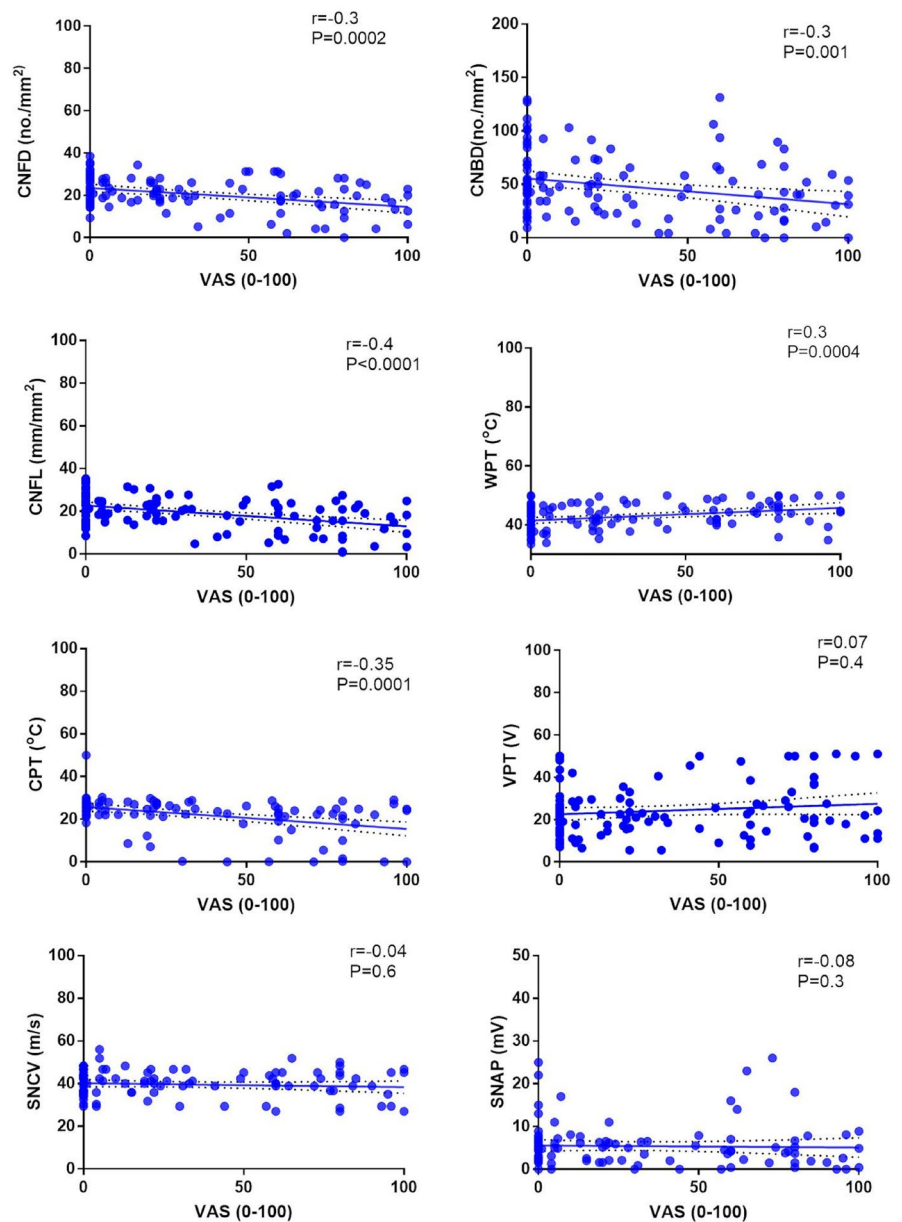 r=-0.3
P=0.0002
100
80
60
40
20
0
CNFD (no./mm²)
0 50 100
VAS (0-100)
r=-0.3
P=0.001
200
150
100
50
0
CNBD(no./mm²)
0 50 100
VAS (0-100)
r=-0.4
P<0.0001
100
80
60
40
20
0
CNFL (mm/mm²)
0 50 100
VAS (0-100)
r=0.3
P=0.0004
100
80
60
40
WPT (°C)
0 50 100
VAS (0-100)
r=-0.35
P=0.0001
100
80
60
40
20
0
CPT (°C)
0 50 100
VAS (0-100)
r=0.07
P=0.4
100
80
60
40
20
0
VPT (V)
0 50 100
VAS (0-100)
r=-0.04
P=0.6
100
80
60
40
20
0
SNCV (m/s)
0 50 100
VAS (0-100)
r=-0.08
P=0.3
50
40
30
20
10
0
SNAP (mV)
0 50 100
VAS (0-100)